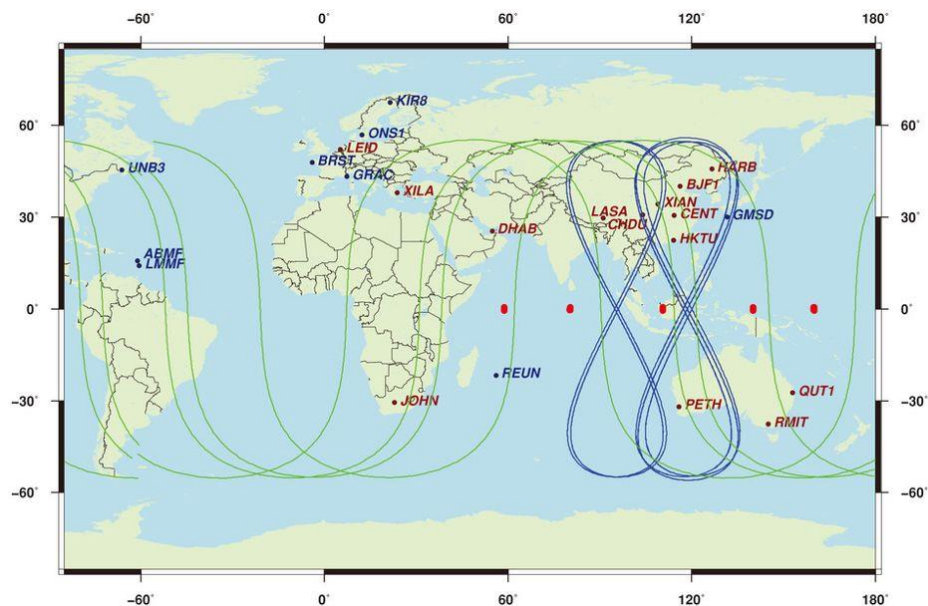 −60° 0° 60° 120° 180°
60°
30°
0°
−30°
−60°
KIR8
ONS1
LEID
BRST
GRAC
UNB3
XILA
HARB
BJF1
XIAN
LASA
CENT
GMSD
CHDU
DHAB
HKTU
ABMF
LMMF
REUN
JOHN
PETH
QUT1
RMIT
60°
30°
0°
−30°
−60°
−60° 0° 60° 120° 180°